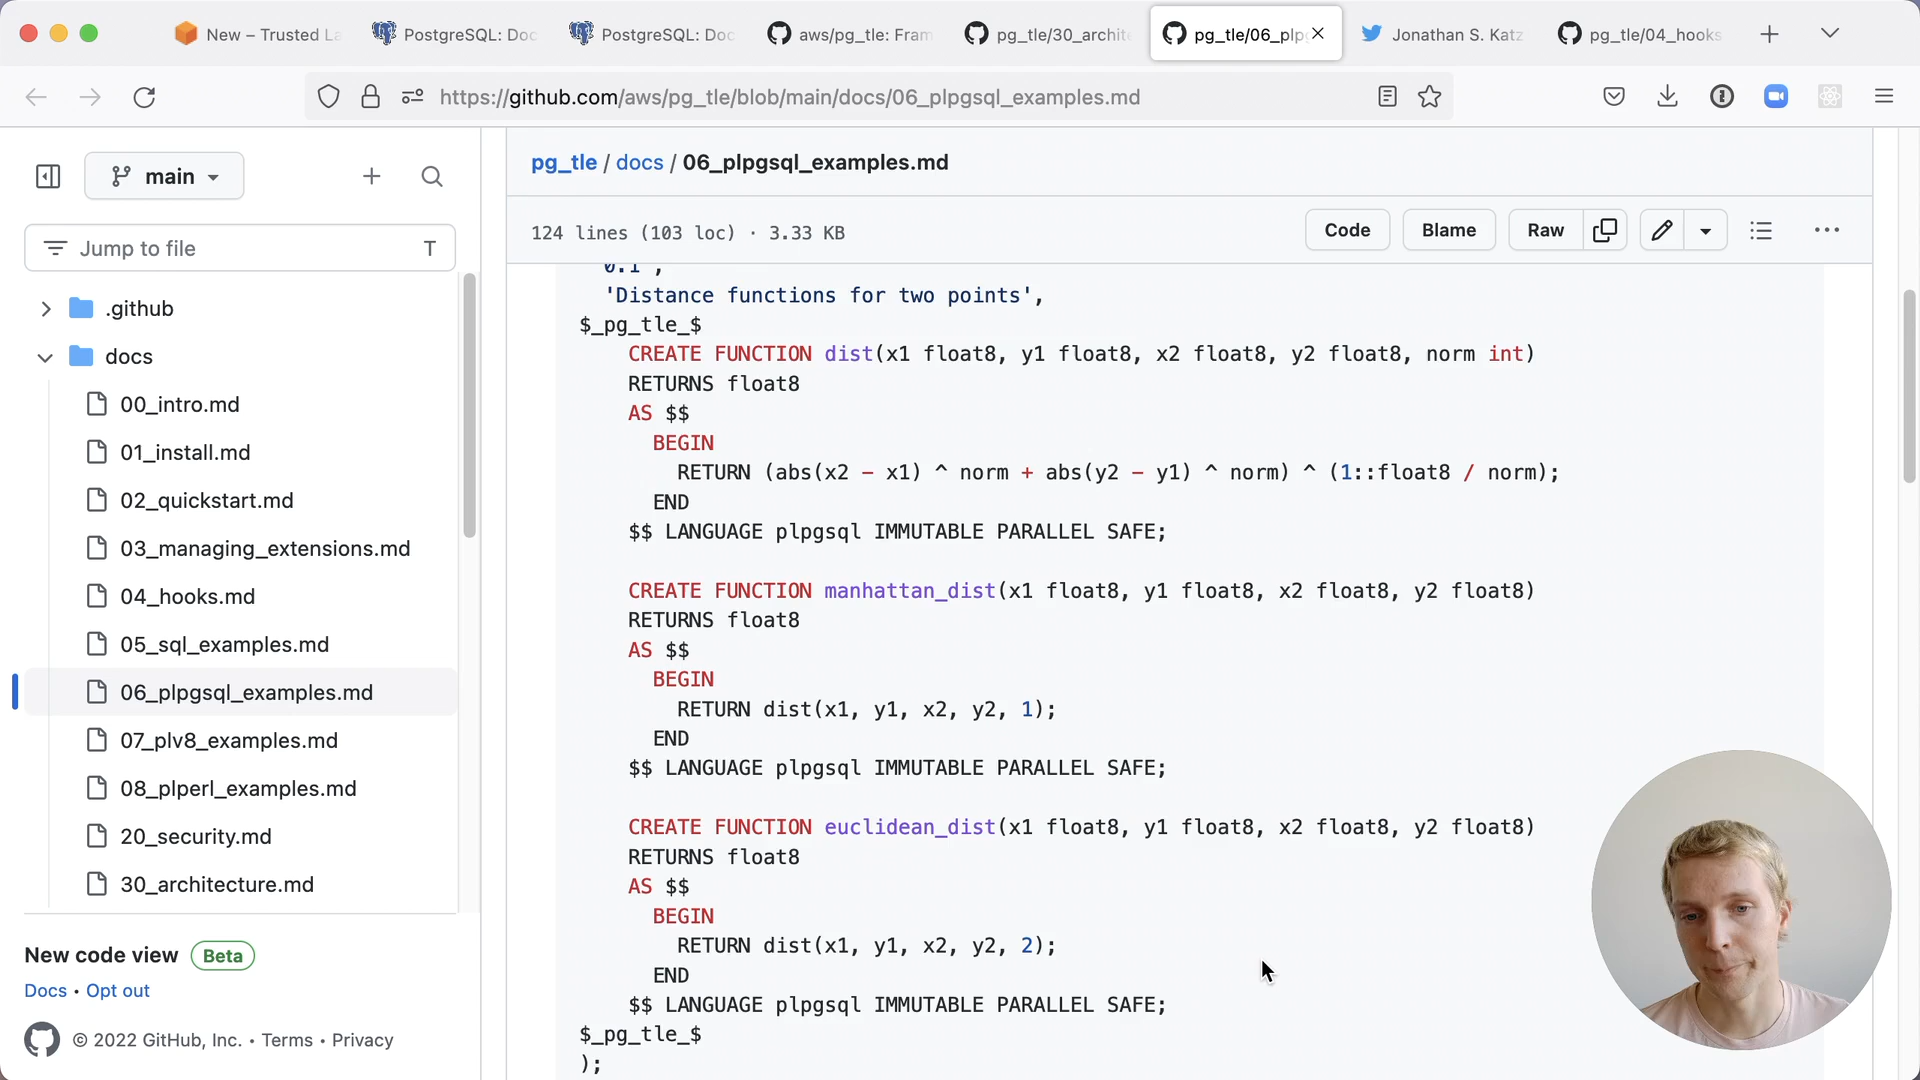 New – Trusted La
PostgreSQL: Doc
PostgreSQL: Doc
aws/pg_tle: Fram
pg_tle/30_archite
pg_tle/06_plpg
Jonathan S. Katz
pg_tle/04_hooks
https://github.com/aws/pg_tle/blob/main/docs/06_plpgsql_examples.md
main
Jump to file
T
.github
docs
00_intro.md
01_install.md
02_quickstart.md
03_managing_extensions.md
04_hooks.md
05_sql_examples.md
06_plpgsql_examples.md
07_plv8_examples.md
08_plperl_examples.md
20_security.md
30_architecture.md
New code view Beta
Docs • Opt out
© 2022 GitHub, Inc. • Terms • Privacy
pg_tle / docs / 06_plpgsql_examples.md
124 lines (103 loc) · 3.33 KB
Code
Blame
Raw
0.1',
'Distance functions for two points',
$_pg_tle_$
CREATE FUNCTION dist(x1 float8, y1 float8, x2 float8, y2 float8, norm int)
RETURNS float8
AS $$
BEGIN
RETURN (abs(x2 - x1) ^ norm + abs(y2 - y1) ^ norm) ^ (1::float8 / norm);
END
$$ LANGUAGE plpgsql IMMUTABLE PARALLEL SAFE;
CREATE FUNCTION manhattan_dist(x1 float8, y1 float8, x2 float8, y2 float8)
RETURNS float8
AS $$
BEGIN
RETURN dist(x1, y1, x2, y2, 1);
END
$$ LANGUAGE plpgsql IMMUTABLE PARALLEL SAFE;
CREATE FUNCTION euclidean_dist(x1 float8, y1 float8, x2 float8, y2 float8)
RETURNS float8
AS $$
BEGIN
RETURN dist(x1, y1, x2, y2, 2);
END
$$ LANGUAGE plpgsql IMMUTABLE PARALLEL SAFE;
$_pg_tle_$
);